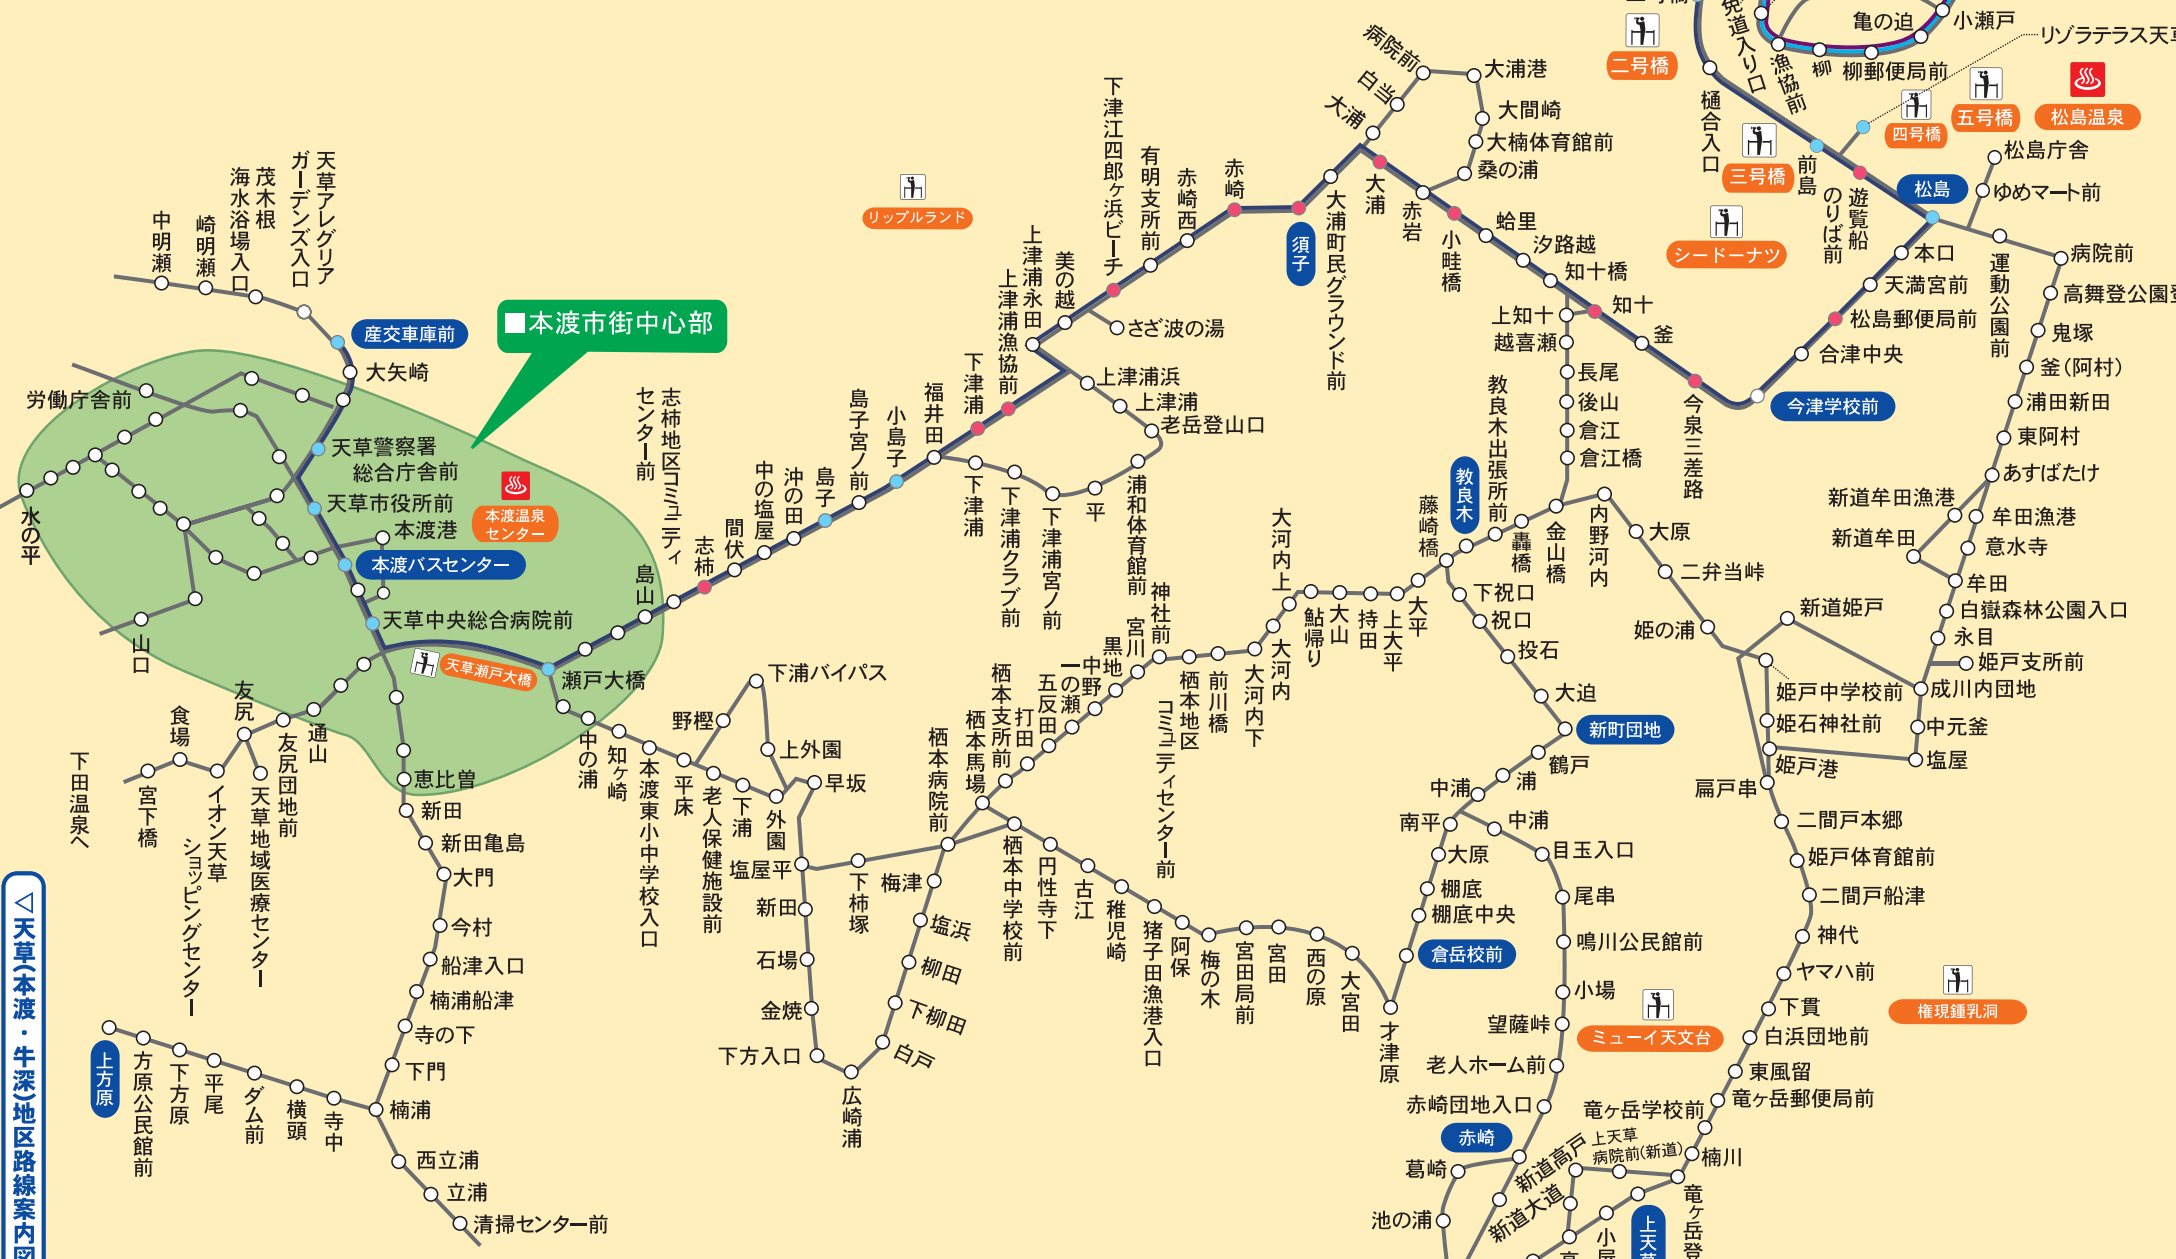 二号橋
亀の迫
小瀬戸
漁協前
柳
柳郵便局前
リゾラテラス天草
樋合入口
三号橋
前島
四号橋
五号橋
松島温泉
遊覧船
のりば前
シードーナツ
松島
松島庁舎
ゆめマート前
運動公園前
病院前
鬼塚
釜(阿村)
浦田新田
東阿村
あすばたけ
新道牟田漁港
牟田漁港
新道牟田
意水寺
牟田
白嶽森林公園入口
永目
姫戸支所前
成川内団地
中元釜
塩屋
新道姫戸
姫戸中学校前
姫石神社前
姫戸港
扇戸串
二間戸本郷
姫戸体育館前
二間戸船津
神代
ヤマハ前
下貫
白浜団地前
東風留
竜ヶ岳郵便局前
竜ヶ岳学校前
楠川
上天草
病院前(新道)
新道高戸
新道大道
権現鍾乳洞
本口
天満宮前
松島郵便局前
合津中央
今津学校前
今泉三差路
釜
知十
知十橋
汐路越
蛤里
小畦橋
赤岩
大浦
大浦
白当
病院前
大浦港
大間崎
大楠体育館前
桑の浦
大浦町民グラウンド前
須子
赤崎
赤崎西
有明支所前
下津江四郎ヶ浜ビーチ
さざ波の湯
美の越
上津浦永田
上津浦漁協前
上津浦浜
上津浦
老岳登山口
浦和体育館前
平
下津浦宮ノ前
下津浦クラブ前
下津浦
下津浦
福井田
小島子
島子宮ノ前
島子
沖の田
中の塩屋
間伏
志柿
志柿地区コミュニティ
センター前
島山
瀬戸大橋
リップルランド
上知十
越喜瀬
長尾
後山
倉江
倉江橋
金山橋
内野河内
大原
二弁当峠
姫の浦
轟橋
教良木出張所前
教良木
藤崎橋
下祝口
祝口
投石
大迫
新町団地
鶴戸
浦
中浦
南平
中浦
目玉入口
尾串
鳴川公民館前
小場
望薩峠
ミューイ天文台
老人ホーム前
赤崎団地入口
赤崎
葛崎
池の浦
大原
棚底
棚底中央
倉岳校前
才津原
大宮田
西の原
宮田
宮田局前
梅の木
阿保
猪子田漁港入口
稚児崎
古江
円性寺下
栖本中学校前
大平
上大平
持田
大山
鮎帰り
大河内上
大河内
大河内下
前川橋
栖本地区
コミュニティセンター前
神社前
宮川
黒地
中野
一の瀬
五反田
打田
栖本支所前
栖本馬場
栖本病院前
梅津
塩浜
柳田
下柳田
白戸
広崎浦
下方入口
金焼
石場
新田
塩屋平
下柿塚
早坂
上外園
下浦バイパス
野樫
外園
下浦
老人保健施設前
平床
本渡東小中学校入口
知ヶ崎
中の浦
天草瀬戸大橋
中明瀬
崎明瀬
茂木根
海水浴場入口
天草アレグリア
ガーデンズ入口
産交車庫前
大矢崎
■本渡市街中心部
労働庁舎前
天草警察署
総合庁舎前
天草市役所前
本渡港
本渡温泉
センター
本渡バスセンター
天草中央総合病院前
水の平
山口
通山
友尻団地前
友尻
天草地域医療センター
イオン天草
ショッピングセンター
食場
宮下橋
下田温泉へ
恵比曽
新田
新田亀島
大門
今村
船津入口
楠浦船津
寺の下
下門
楠浦
寺中
横頭
ダム前
平尾
下方原
方原公民館前
上方原
西立浦
立浦
清掃センター前
◁天草(本渡・牛深)地区路線案内図